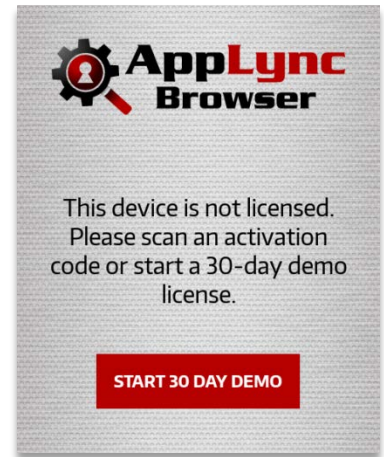 AppLync
Browser
This device is not licensed.
Please scan an activation
code or start a 30-day demo
license.
START 30 DAY DEMO